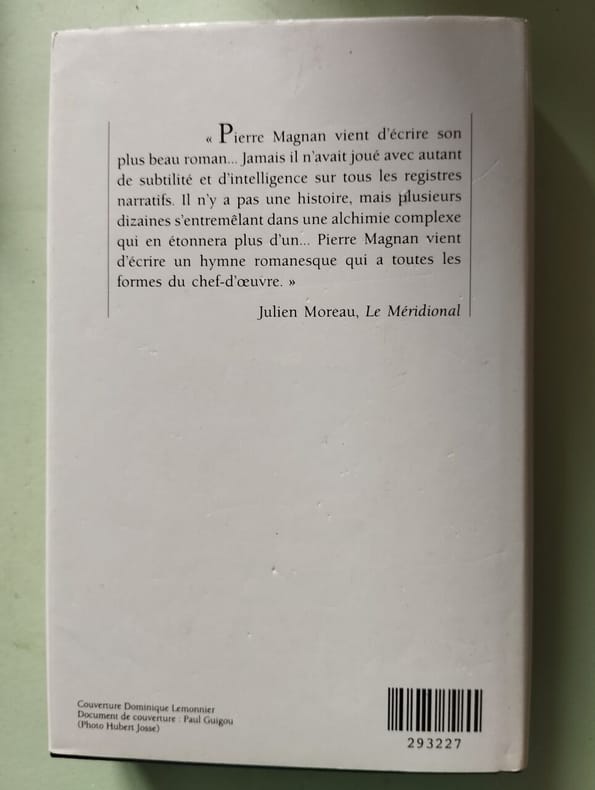 « Pierre Magnan vient d'écrire son
plus beau roman... Jamais il n'avait joué avec autant
de subtilité et d'intelligence sur tous les registres
narratifs. Il n'y a pas une histoire, mais plusieurs
dizaines s'entremêlant dans une alchimie complexe
qui en étonnera plus d'un... Pierre Magnan vient
d'écrire un hymne romanesque qui a toutes les
formes du chef-d'œuvre. »
Julien Moreau, Le Méridional
Couverture Dominique Lemonnier
Document de couverture : Paul Guigou
(Photo Hubert Josse)
293227